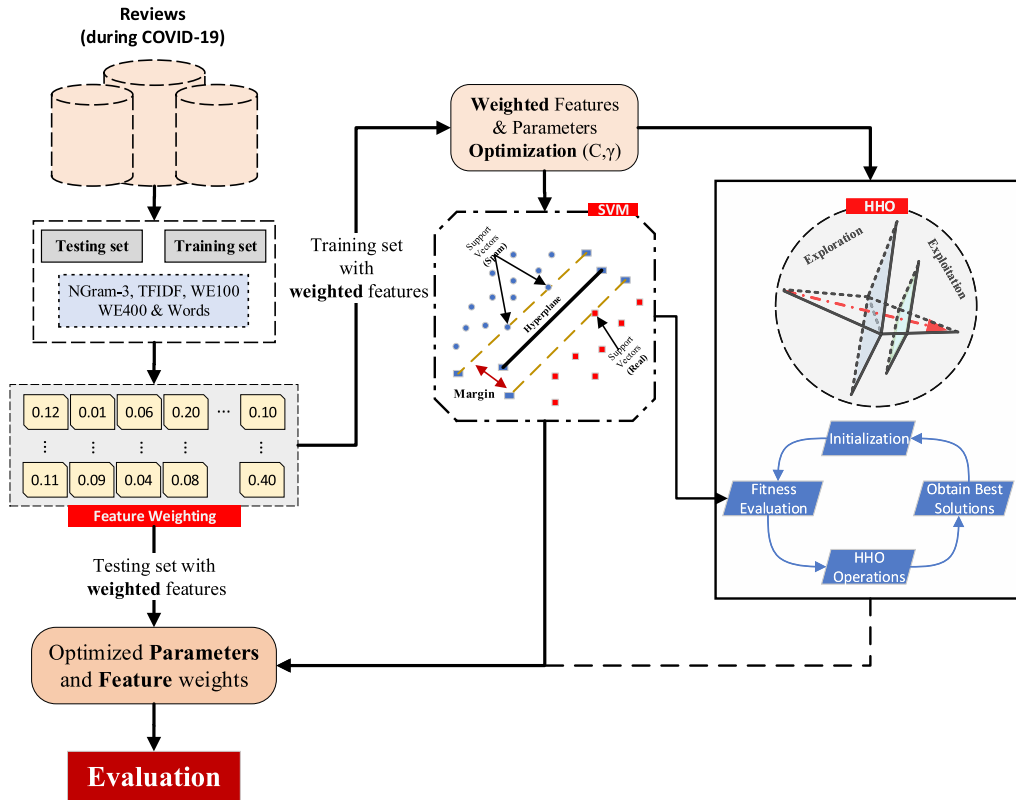 Reviews
(during COVID-19)
Testing set
Training set
NGram-3, TFIDF, WE100
WE400 & Words
0.12
0.01
0.06
0.20
...
0.10
0.11
0.09
0.04
0.08
0.40
Feature Weighting
Testing set with
weighted features
Optimized Parameters
and Feature weights
Evaluation
Training set
with
weighted features
Weighted Features
& Parameters
Optimization (C,γ)
SVM
Support
Vectors
(Spam)
Hyperplane
Support
Vectors
(Real)
Margin
HHO
Exploration
Exploitation
Initialization
Fitness
Evaluation
Obtain Best
Solutions
HHO
Operations